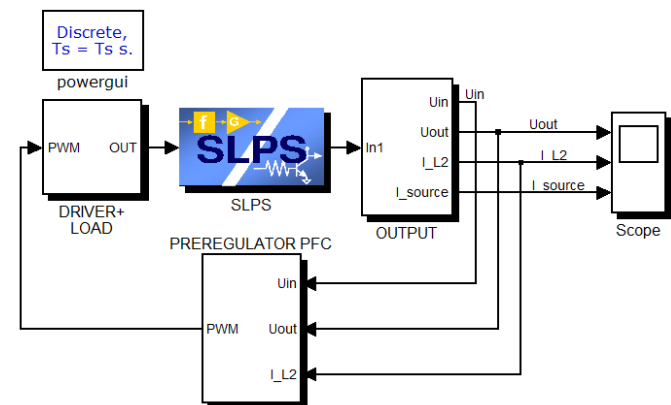 Discrete,
Ts = Ts s.
powergui
PWM
OUT
DRIVER+
LOAD
f
G
SLPS
SLPS
In1
Uin
Uout
I_L2
I_source
OUTPUT
Uin
Uout
I_L2
I_source
Scope
PREREGULATOR PFC
Uin
PWM
Uout
I_L2